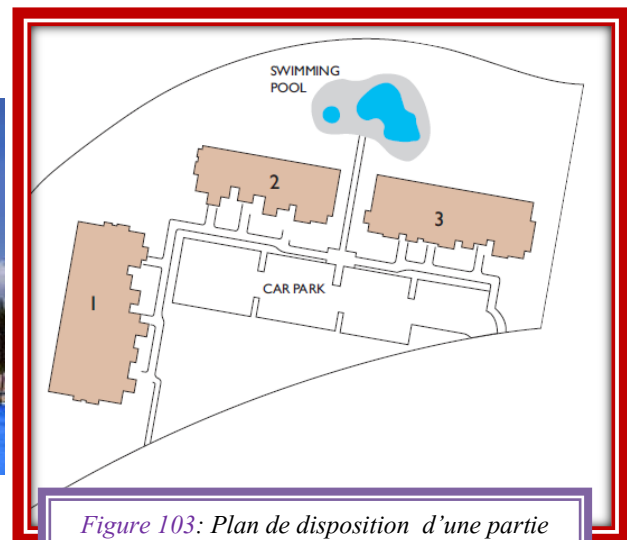 SWIMMING
POOL
2
3
1
CAR PARK
Figure 103: Plan de disposition d'une partie